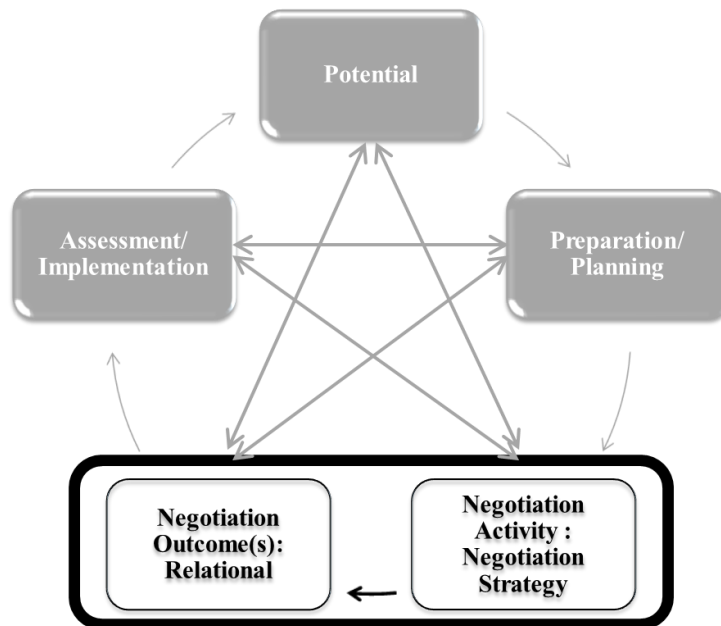 Potential
Assessment/
Implementation
Preparation/
Planning
Negotiation
Outcome(s):
Relational
Negotiation
Activity :
Negotiation
Strategy